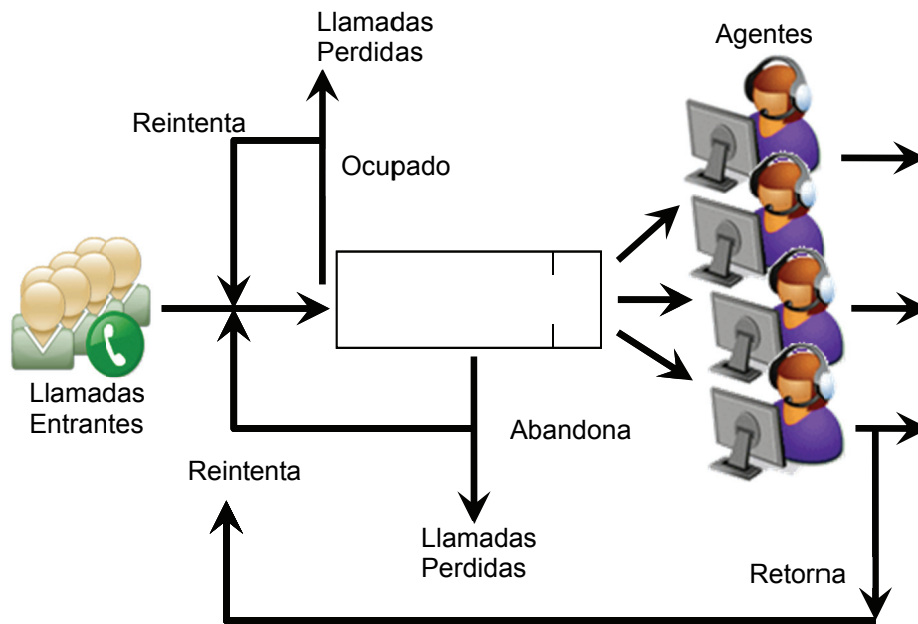 Llamadas
Perdidas
Agentes
Reintenta
Ocupado
Llamadas
Entrantes
Abandona
Reintenta
Llamadas
Perdidas
Retorna